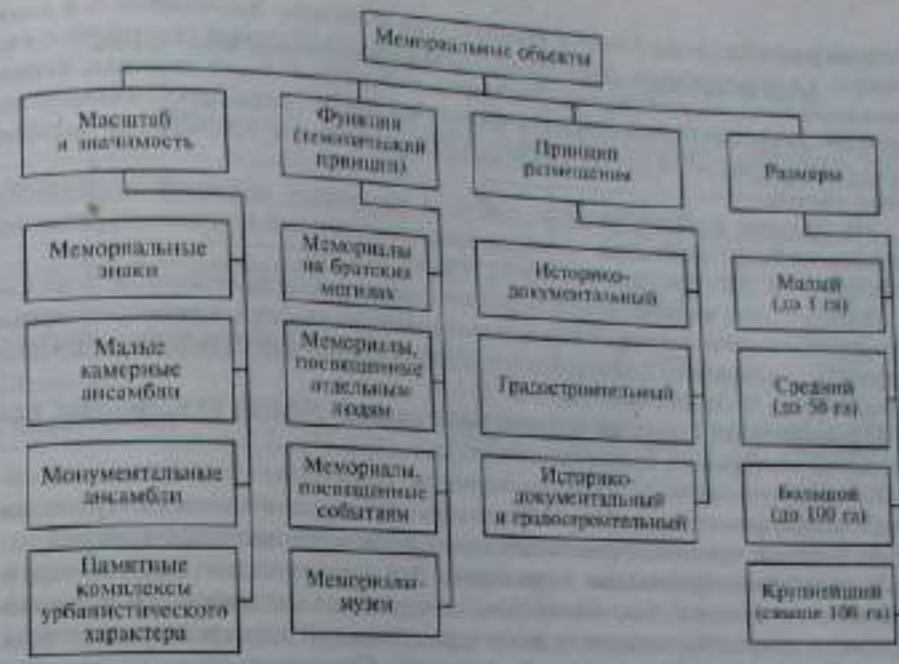 Мемориальные объекты
Масштаб
и значимость
Мемориальные
знаки
Малые
камерные
ансамбли
Монументальные
ансамбли
Памятные
комплексы
урбанистического
характера
Функция
(тематический
принцип)
Мемориалы
на братских
могилах
Мемориалы,
посвященные
отдельным
людям
Мемориалы,
посвященные
событиям
Мемориалы-
музеи
Принцип
размещения
Историко-
документальный
Градостроительный
Историко-
документальный
и градостроительный
Размеры
Малый
(до 1 га)
Средний
(до 50 га)
Большой
(до 100 га)
Крупнейший
(свыше 100 га)